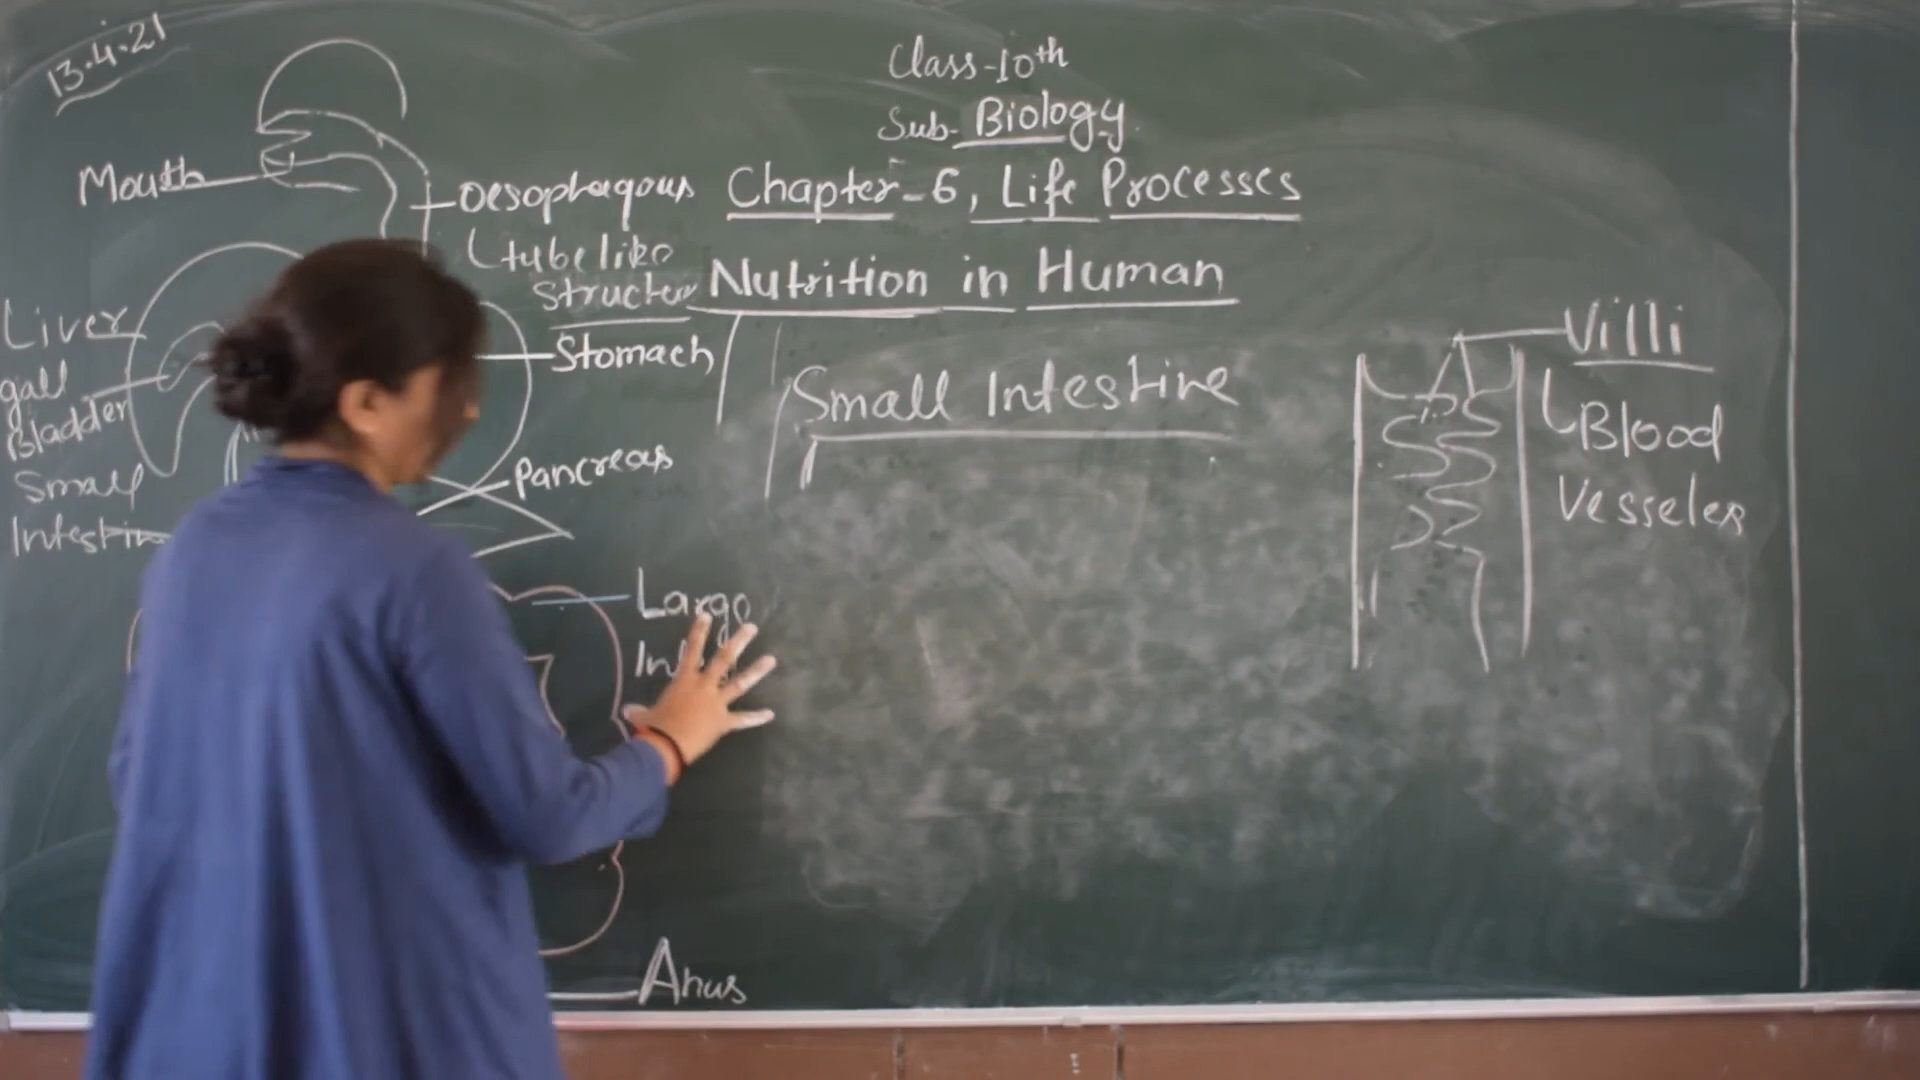 13.4.21
Class-10th
Sub- Biology
Chapter-6, Life Processes
Nutrition in Human
Mouth
Oesophagous
tube like
Structur
Stomach
Liver
gall
Bladder
Small
Intestine
Pancreas
Large
Anus
Small Intestine
Villi
Blood
Vesseles